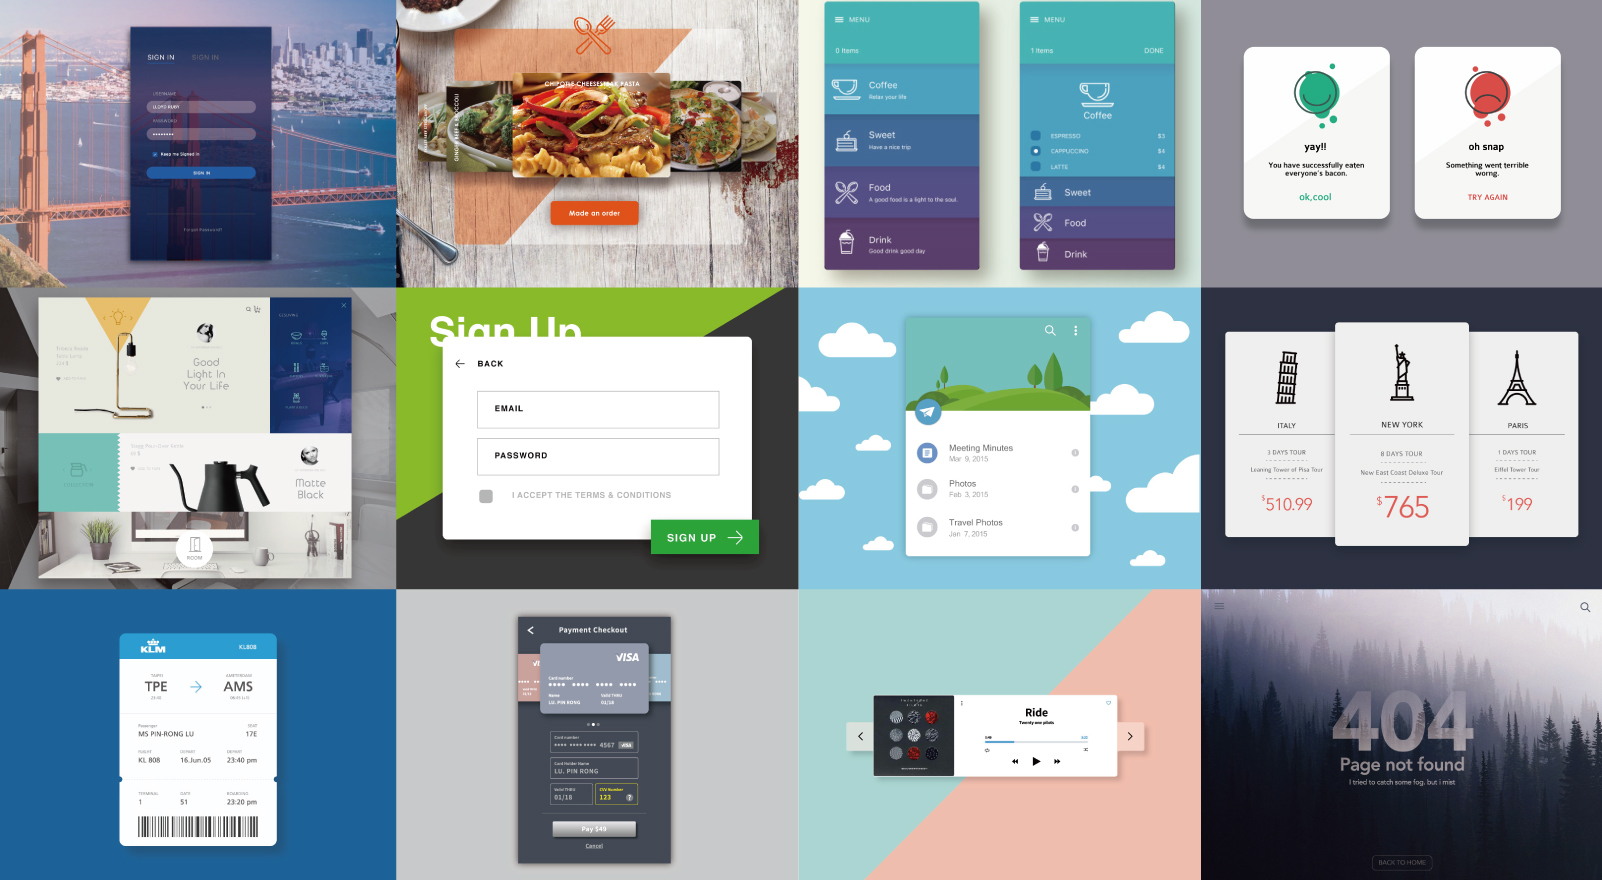 SIGN IN
SIGN IN
USERNAME
LLOYD RUBY
PASSWORD
Keep me Signed In
SIGN IN
Forgot Password?
CHIPOTLE CHEESESTEAK PASTA
GINGER BEEF & BROCCOLI
Made an order
MENU
0 Items
Coffee
Relax your life
Sweet
Have a nice trip
Food
A good food is a light to the soul.
Drink
Good drink good day
MENU
1 Items
DONE
Coffee
ESPRESSO $3
CAPPUCCINO $4
LATTE $4
Sweet
Food
Drink
yay!!
You have successfully eaten
everyone's bacon.
ok,cool
oh snap
Something went terrible
worng.
TRY AGAIN
Good
Light In
Your Life
Matte
Black
ROOM
Sign Up
BACK
EMAIL
PASSWORD
I ACCEPT THE TERMS & CONDITIONS
SIGN UP
Meeting Minutes
Mar 9, 2015
Photos
Feb 3, 2015
Travel Photos
Jan 7, 2015
ITALY
3 DAYS TOUR
Leaning Tower of Pisa Tour
$510.99
NEW YORK
8 DAYS TOUR
New East Coast Deluxe Tour
$765
PARIS
1 DAYS TOUR
Eiffel Tower Tour
$199
KLM
KL808
TAIPEI
AMSTERDAM
TPE
AMS
Passenger
SEAT
MS PIN-RONG LU
17E
FLIGHT
DEPART
DEPART
KL 808
16.Jun.05
23:40 pm
TERMINAL
GATE
BOARDING
1
51
23:20 pm
Payment Checkout
VISA
Card number
•••• •••• •••• ••••
Name
Valid THRU
LU. PIN RONG
01/18
Card number
•••• •••• •••• 4567 VISA
Card Holder Name
LU. PIN RONG
Valid THRU
01/18
CSV Number
123
?
Pay $49
Cancel
Ride
Twenty one pilots
404
Page not found
I tried to catch some fog. but i mist
BACK TO HOME